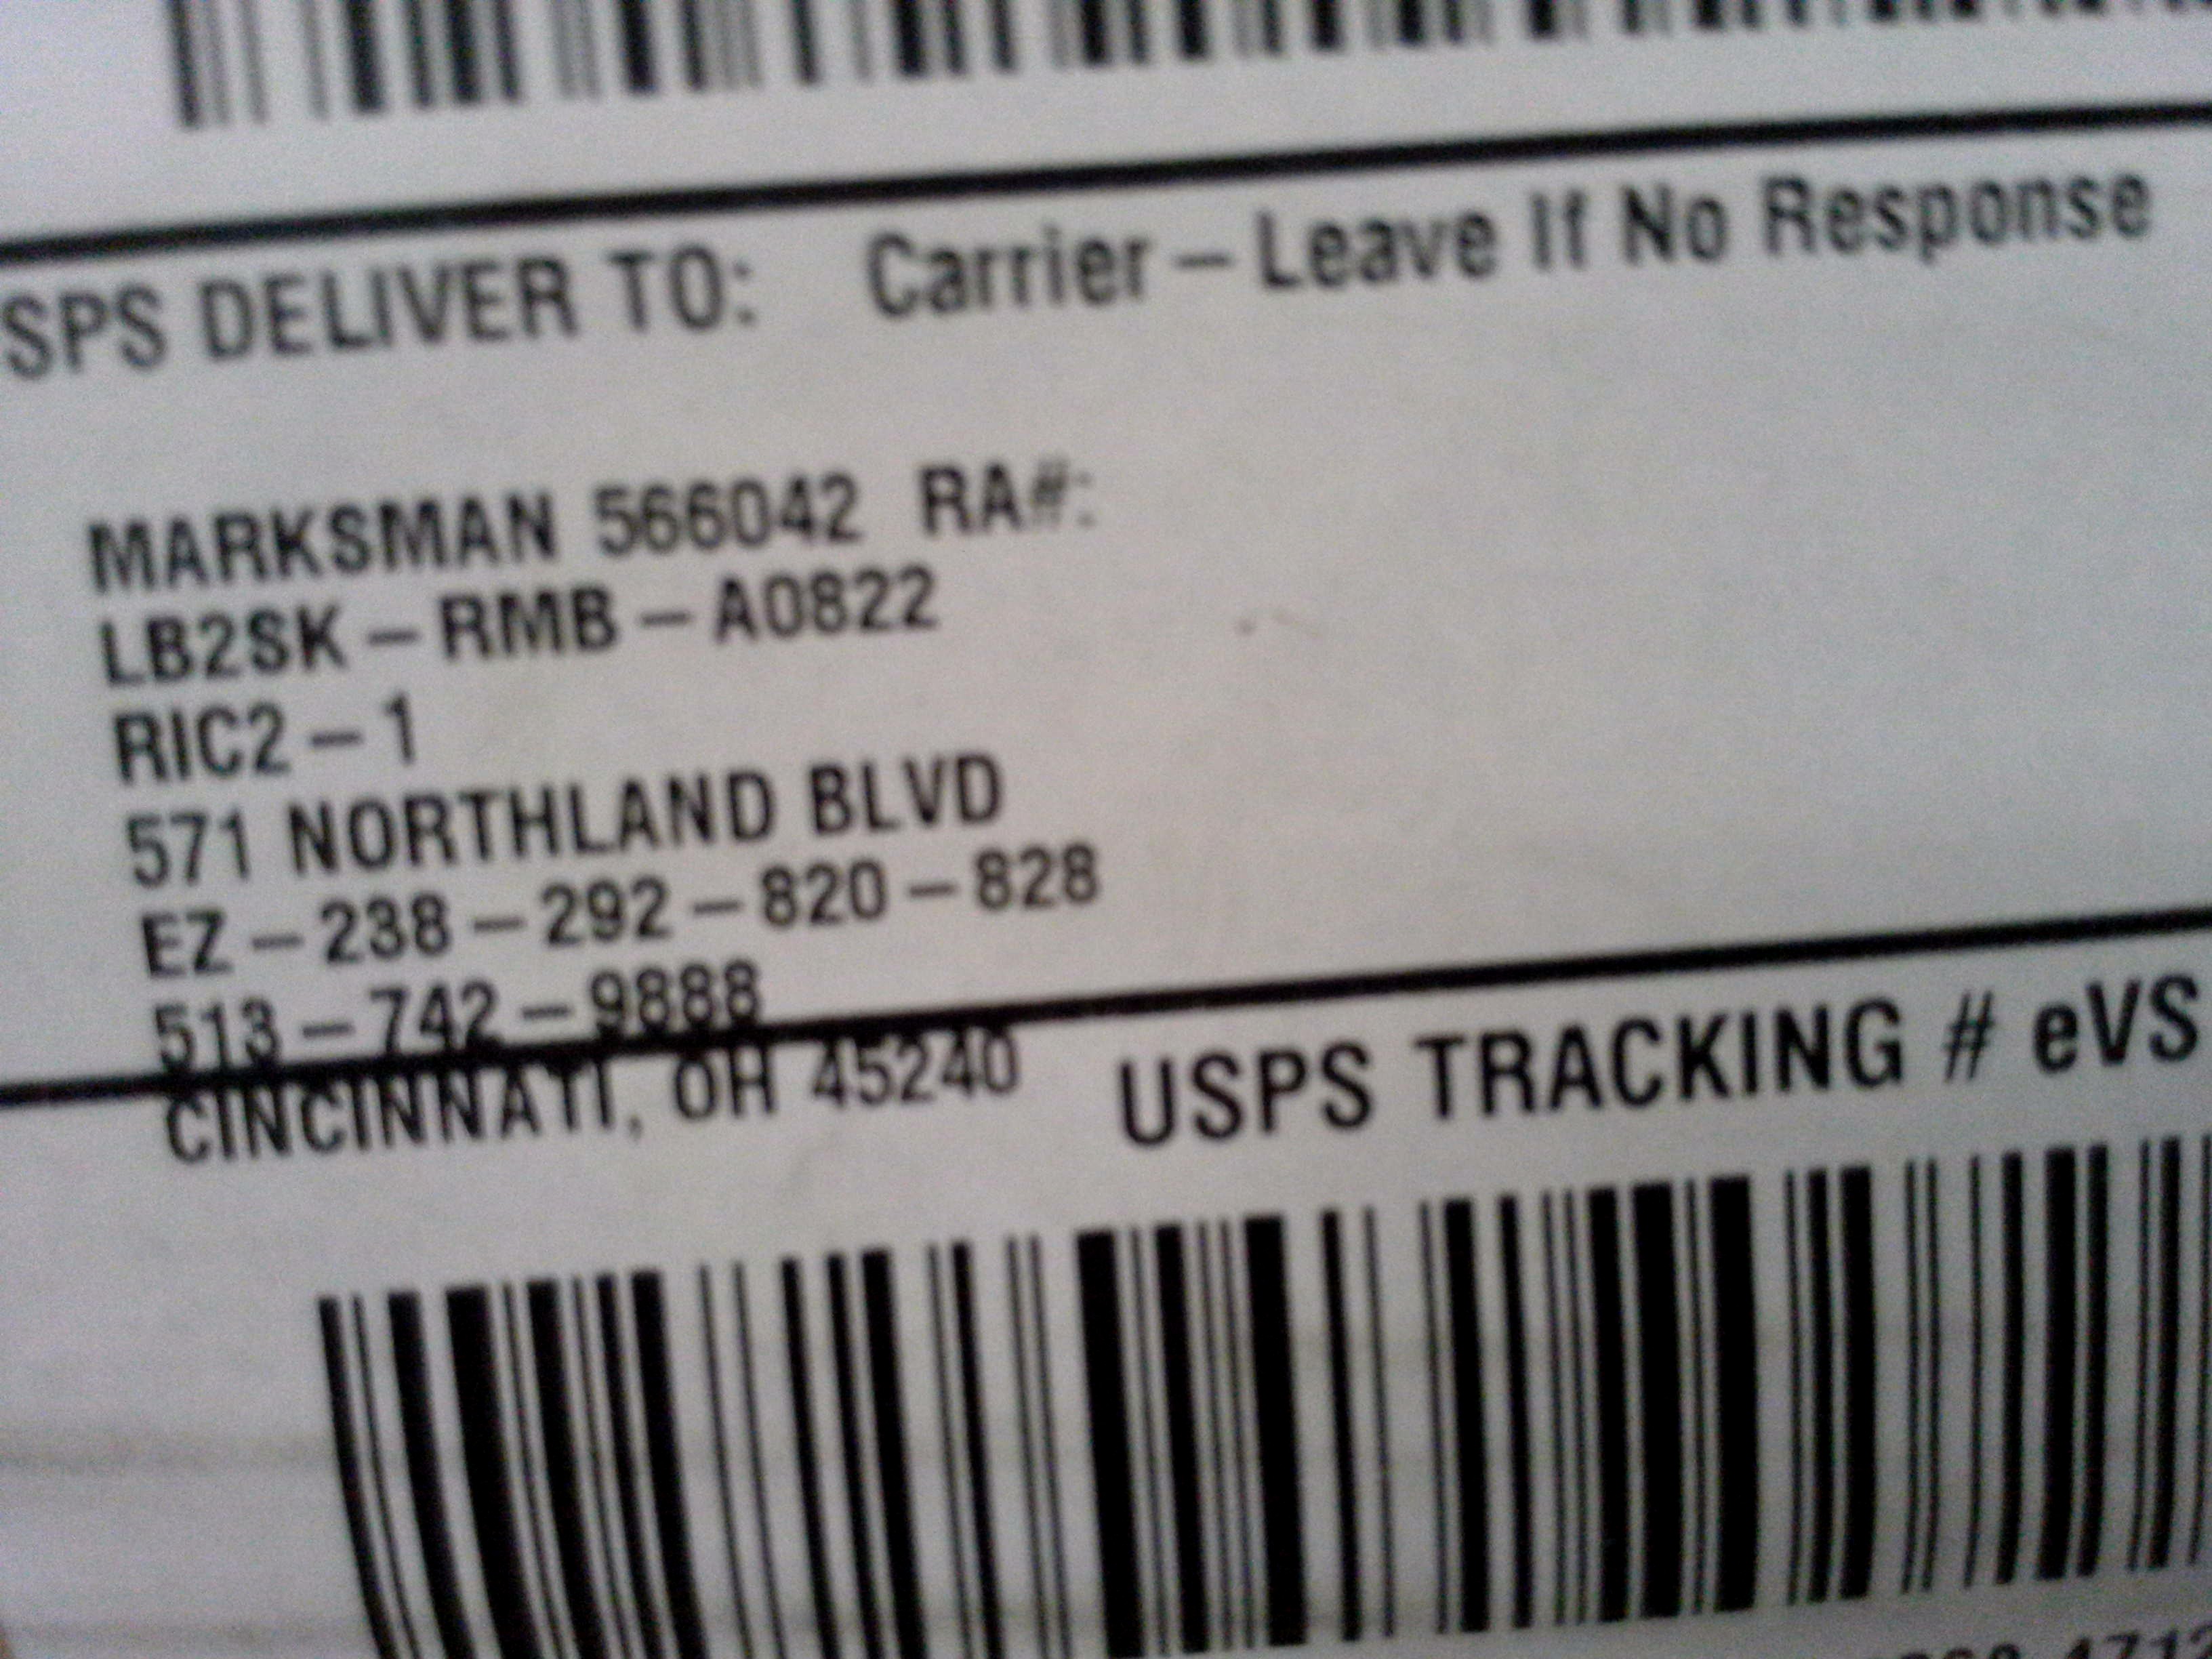 SPS DELIVER TO: Carrier – Leave If No Response
MARKSMAN 566042 RA#:
LB2SK – RMB – A0822
RIC2 – 1
571 NORTHLAND BLVD
EZ – 238 – 292 – 820 – 828
513 – 742 – 9888
CINCINNATI, OH 45240
USPS TRACKING # eVS